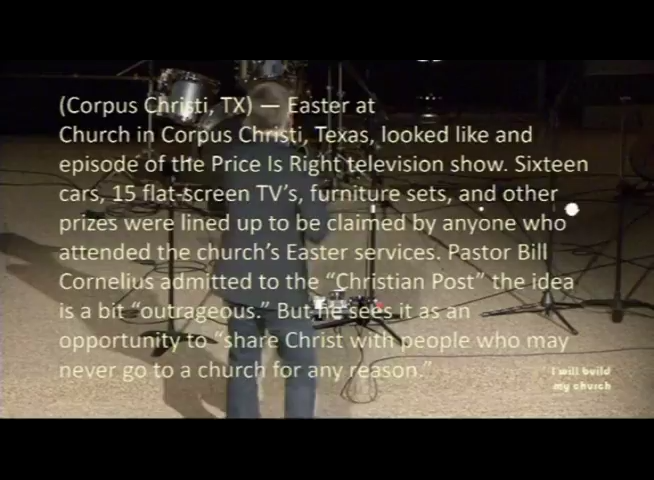 (Corpus Christi, TX) — Easter at
Church in Corpus Christi, Texas, looked like and
episode of the Price Is Right television show. Sixteen
cars, 15 flat-screen TV's, furniture sets, and other
prizes were lined up to be claimed by anyone who
attended the church's Easter services. Pastor Bill
Cornelius admitted to the “Christian Post” the idea
is a bit “outrageous.” But he sees it as an
opportunity to “share Christ with people who may
never go to a church for any reason.”
I will build
my church